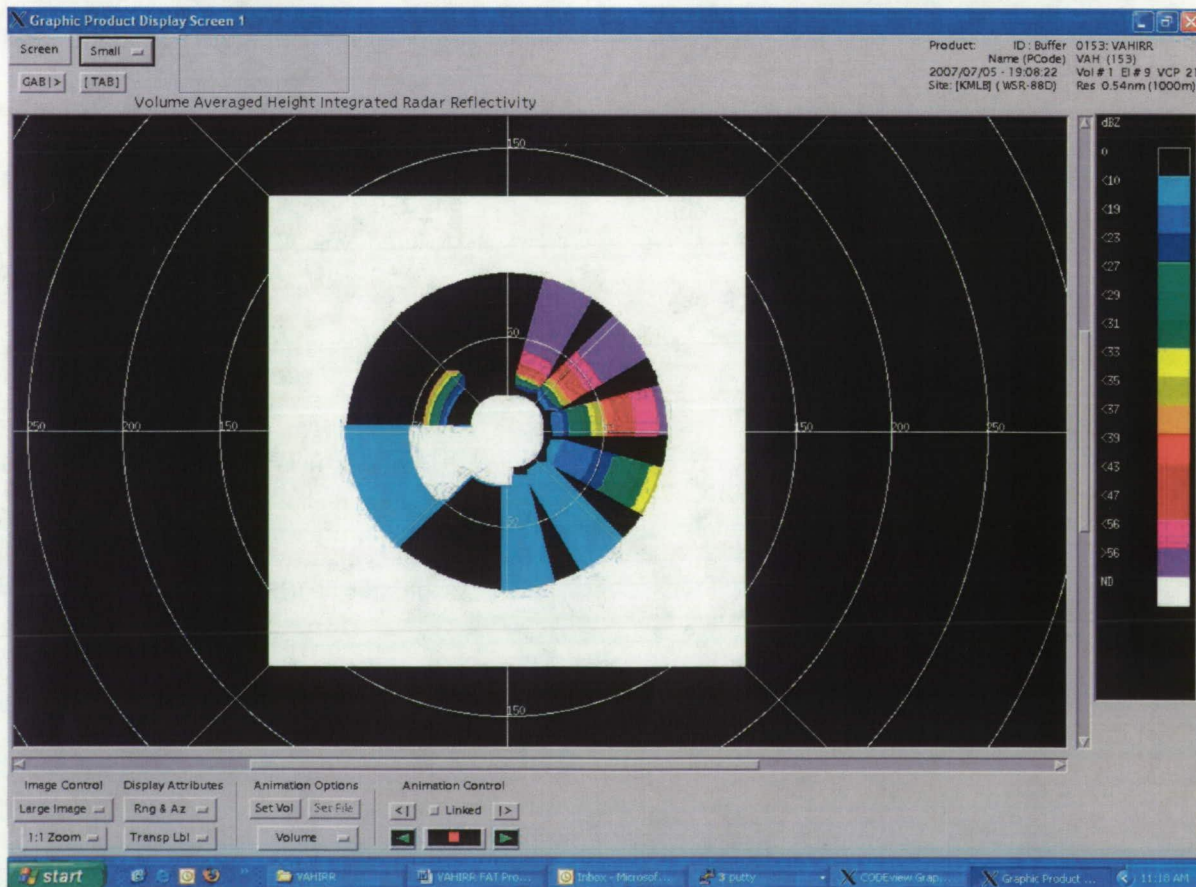 Graphic Product Display Screen 1
Screen
Small
GAB|>
[TAB]
Product: ID : Buffer 0153: VAHIRR
Name (PCode) VAH (153)
2007/07/05 - 19:08:22 Vol # 1 El # 9 VCP 21
Site: [KMLB] ( WSR-88D) Res 0.54nm (1000m)
Volume Averaged Height Integrated Radar Reflectivity
dBZ
0
<10
<19
<23
<27
<29
<31
<33
<35
<37
<39
<43
<47
<56
>56
ND
150
50
250
200
150
50
150
200
250
50
150
Image Control
Display Attributes
Animation Options
Animation Control
Large Image
Rng & Az
Set Vol
Set File
<|
Linked
|>
1:1 Zoom
Transp Lbl
Volume
start
VAHIRR
VAHIRR FAT Pro...
Inbox - Microsof...
3 putty
CODEview Grap...
Graphic Product ...
11:18 AM